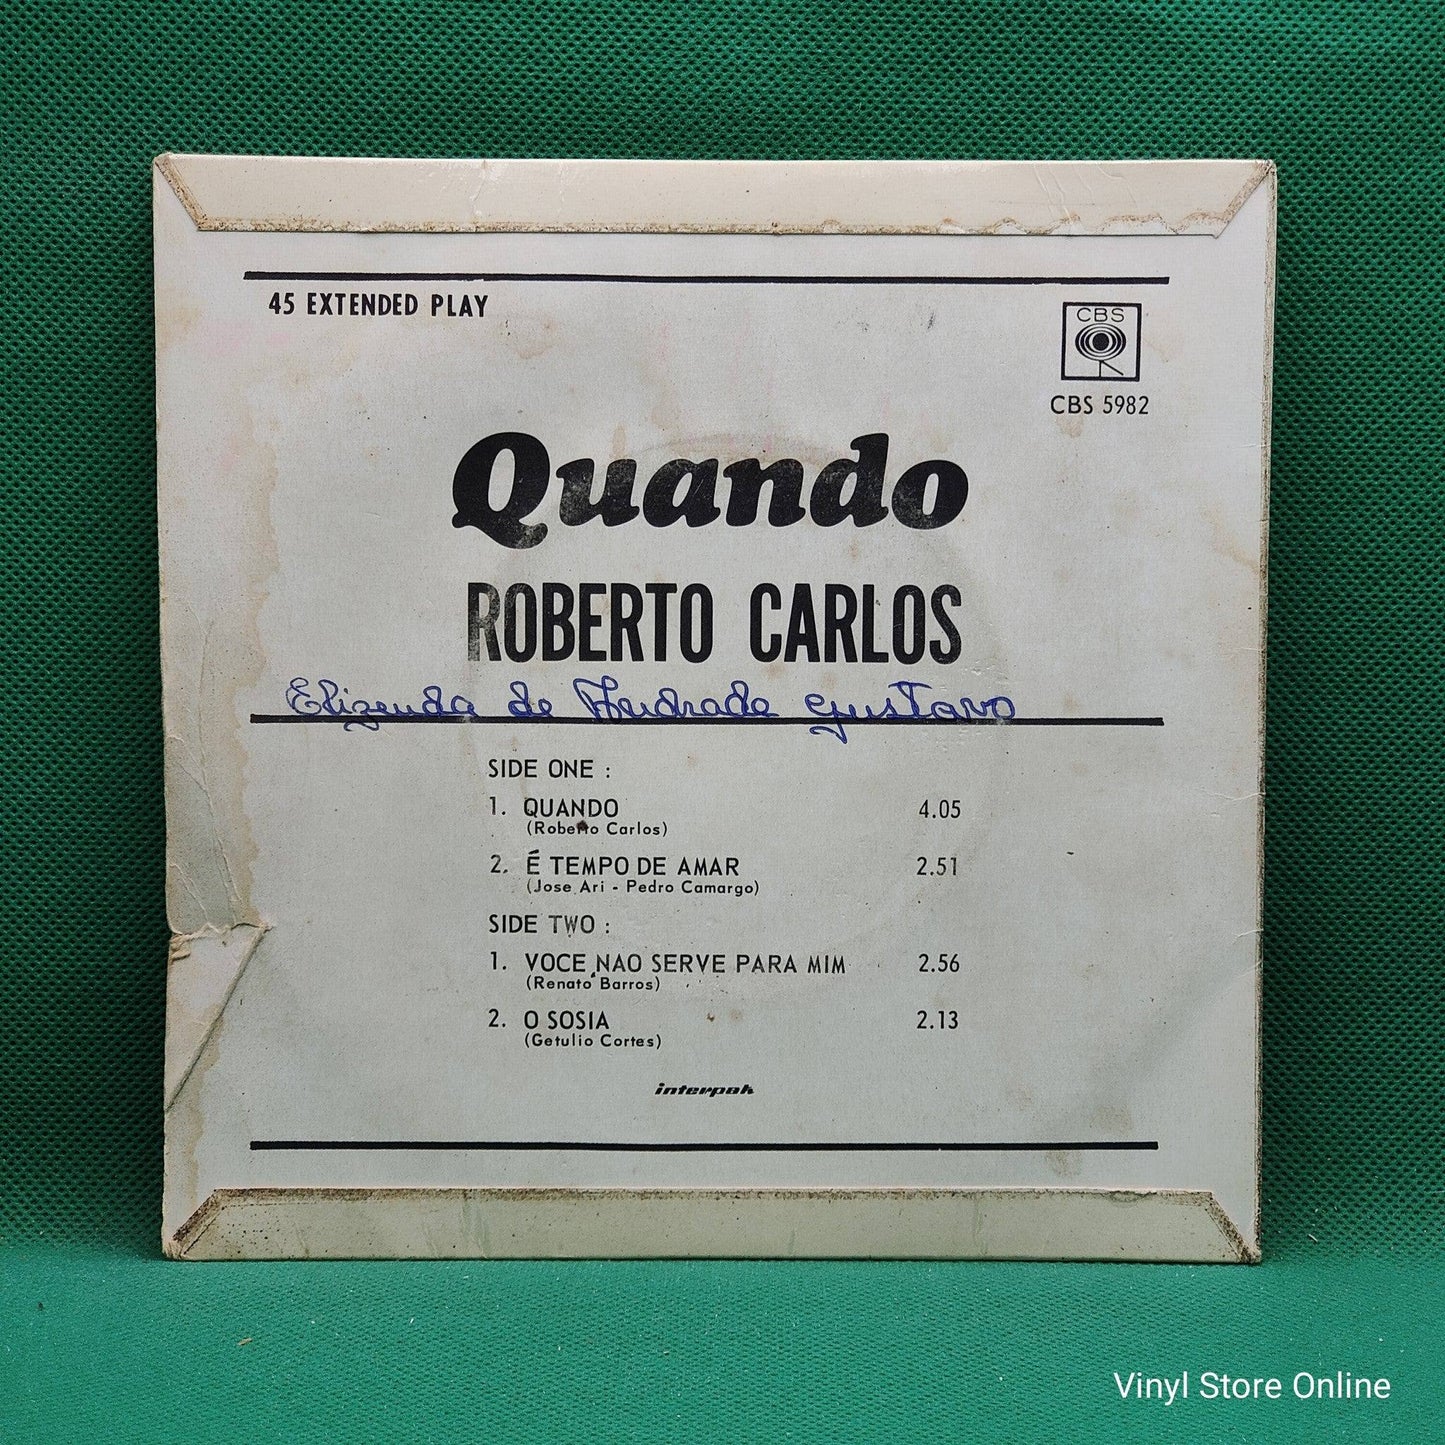 45 EXTENDED PLAY
CBS
CBS 5982
Quando
ROBERTO CARLOS
Elizenda de Andrade Gustavo
SIDE ONE :
1. QUANDO 4.05
(Roberto Carlos)
2. É TEMPO DE AMAR 2.51
(Jose Ari - Pedro Camargo)
SIDE TWO :
1. VOCE NAO SERVE PARA MIM 2.56
(Renato Barros)
2. O SOSIA 2.13
(Getulio Cortes)
interpak
Vinyl Store Online